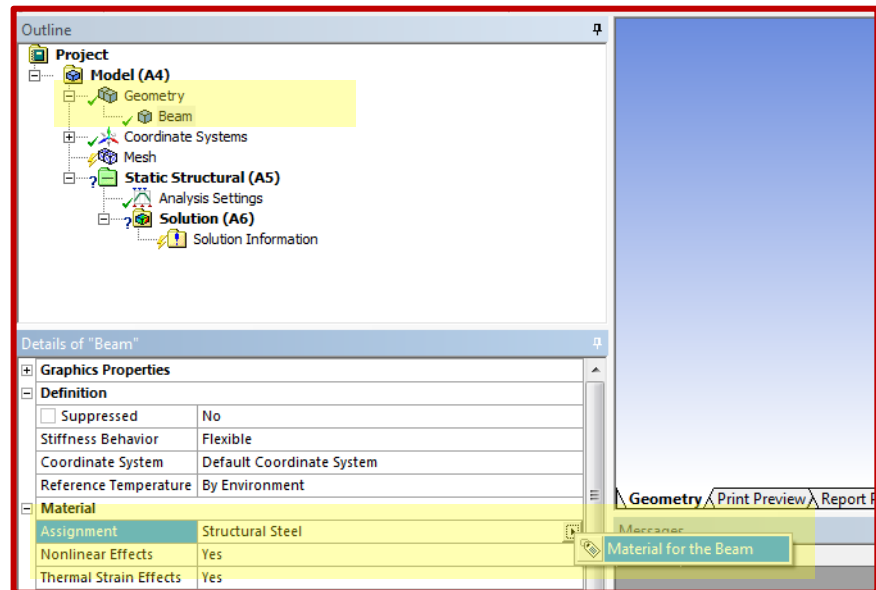 Outline
Project
Model (A4)
Geometry
Beam
Coordinate Systems
Mesh
Static Structural (A5)
Analysis Settings
Solution (A6)
Solution Information
Details of "Beam"
Graphics Properties
Definition
Suppressed No
Stiffness Behavior Flexible
Coordinate System Default Coordinate System
Reference Temperature By Environment
Material
Assignment Structural Steel
Nonlinear Effects Yes
Thermal Strain Effects Yes
Geometry Print Preview Report P
Messages
Material for the Beam